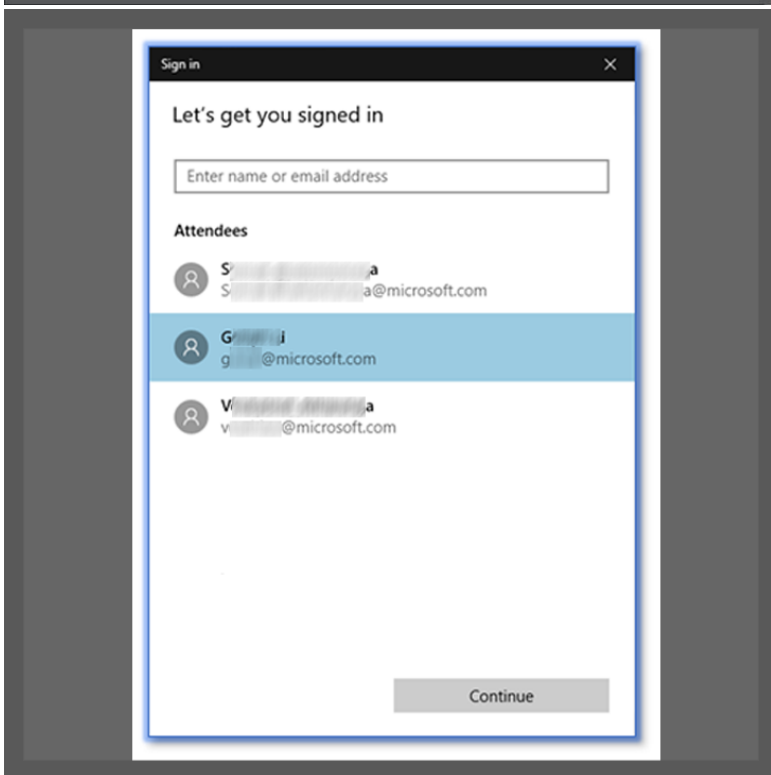 Sign in
Let's get you signed in
Enter name or email address
Attendees
a@microsoft.com
@microsoft.com
@microsoft.com
Continue